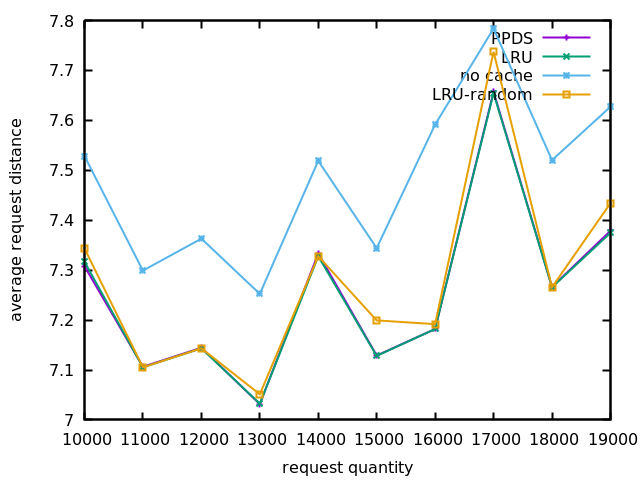 7.8
7.7
7.6
7.5
7.4
7.3
7.2
7.1
7
10000 11000 12000 13000 14000 15000 16000 17000 18000 19000
average request distance
request quantity
RPDS
LRU
no cache
LRU-random